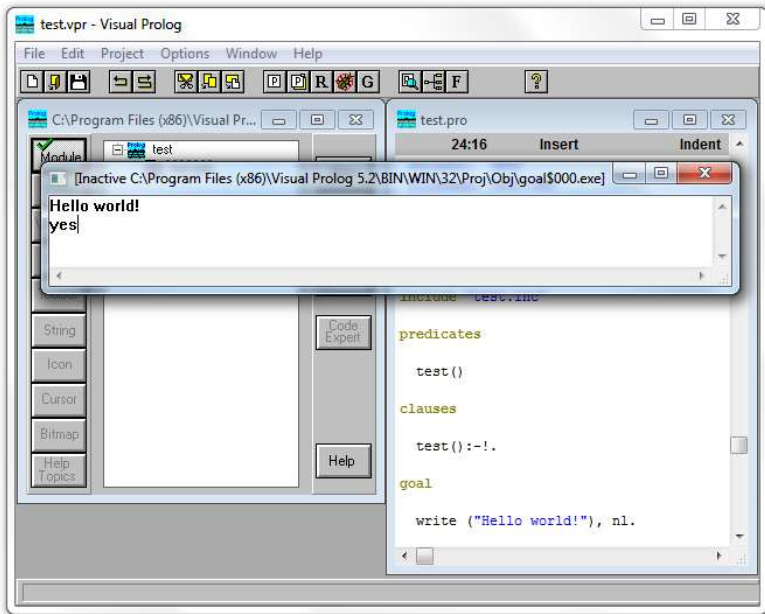 test.vpr - Visual Prolog
File Edit Project Options Window Help
P P R G F ?
C:\Program Files (x86)\Visual Pr...
Module
test
test.pro
24:16 Insert Indent
[Inactive C:\Program Files (x86)\Visual Prolog 5.2\BIN\WIN\32\Proj\Obj\goal$000.exe]
Hello world!
yes
String
Icon
Cursor
Bitmap
Help
Topics
Code
Expert
Help
include "test.inc"
predicates
test()
clauses
test():-!.
goal
write ("Hello world!"), nl.